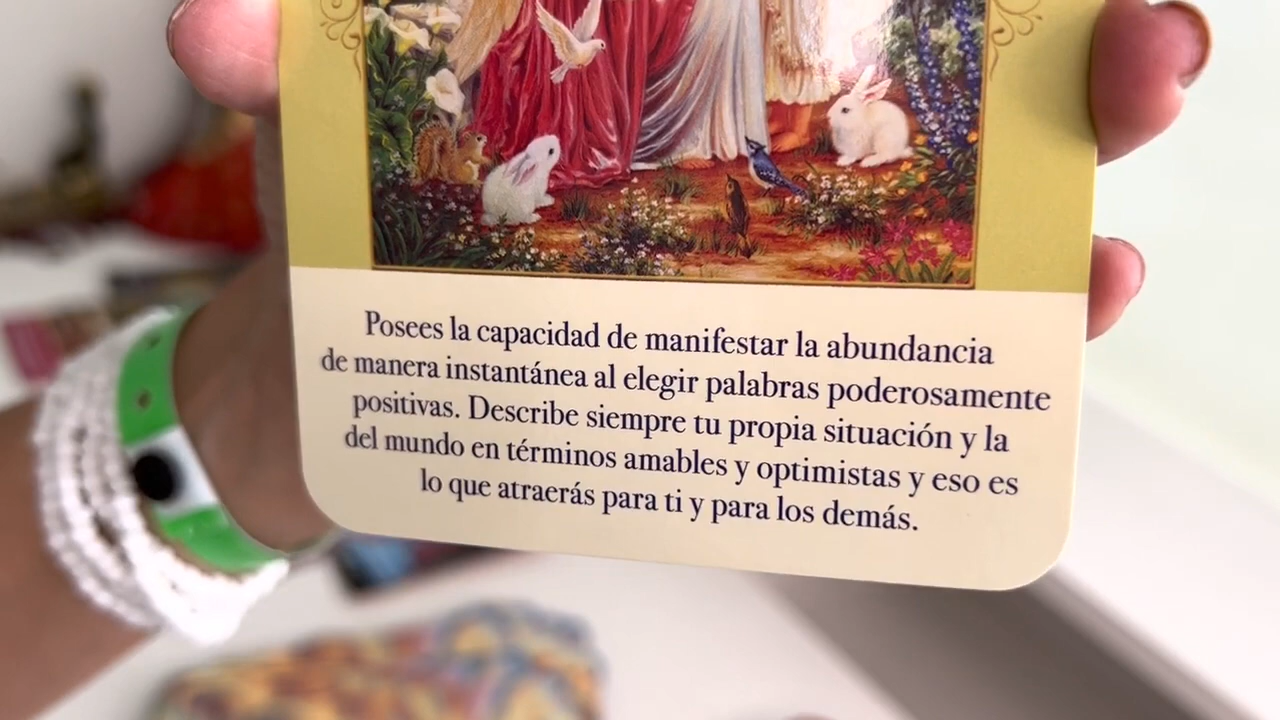 Posees la capacidad de manifestar la abundancia
de manera instantánea al elegir palabras poderosamente
positivas. Describe siempre tu propia situación y la
del mundo en términos amables y optimistas y eso es
lo que atraerás para ti y para los demás.